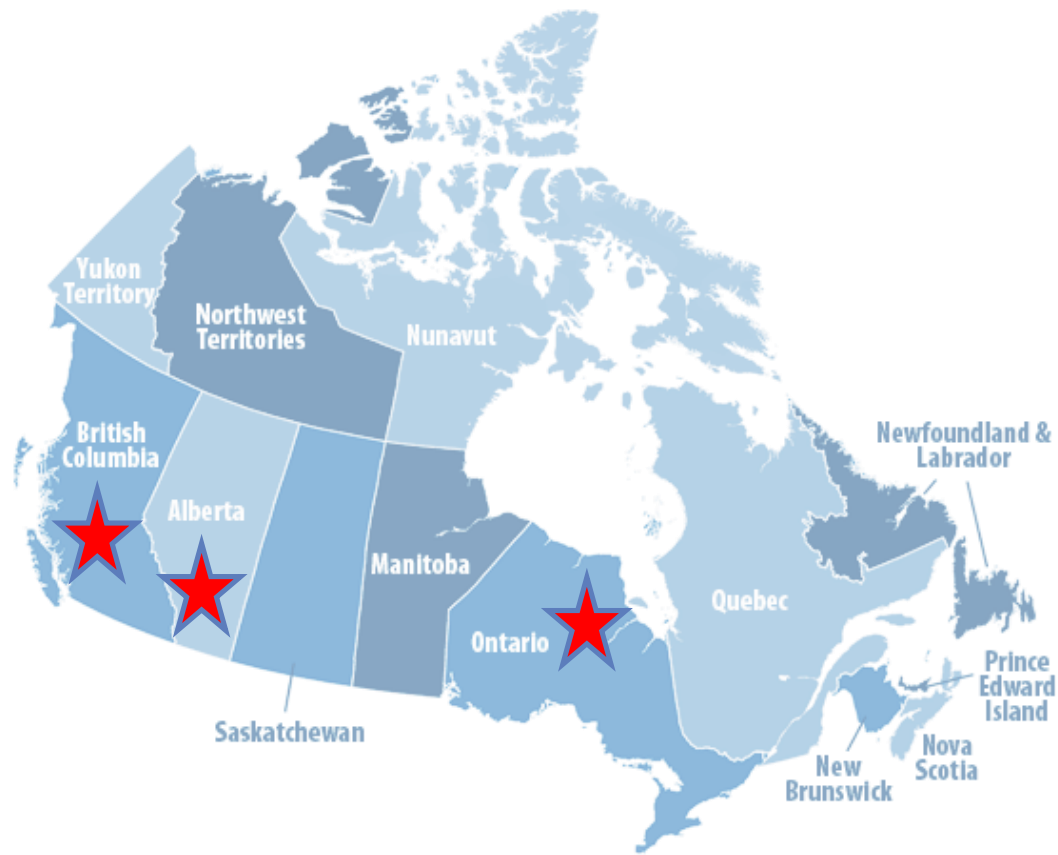 Yukon
Territory
Northwest
Territories
Nunavut
British
Columbia
Alberta
Manitoba
Ontario
Quebec
Newfoundland &
Labrador
Saskatchewan
Prince
Edward
Island
Nova
Scotia
New
Brunswick